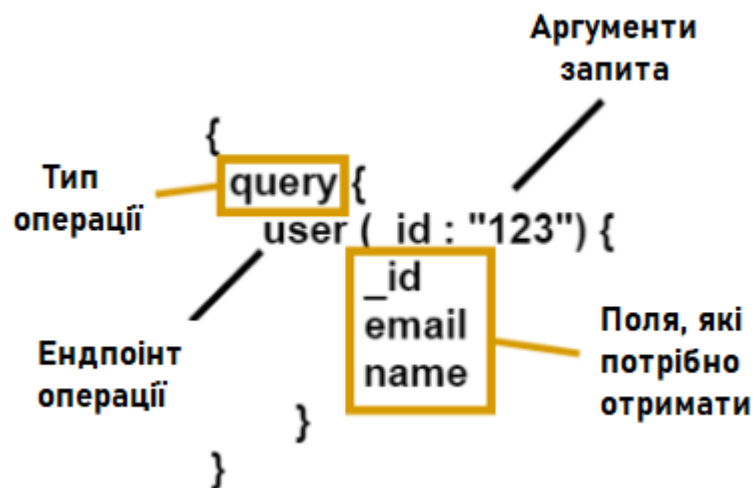 Аргументи
запита
{
Тип
операції
query {
user ( _id : "123") {
_id
email
name
Ендпоінт
операції
Поля, які
потрібно
отримати
}
}